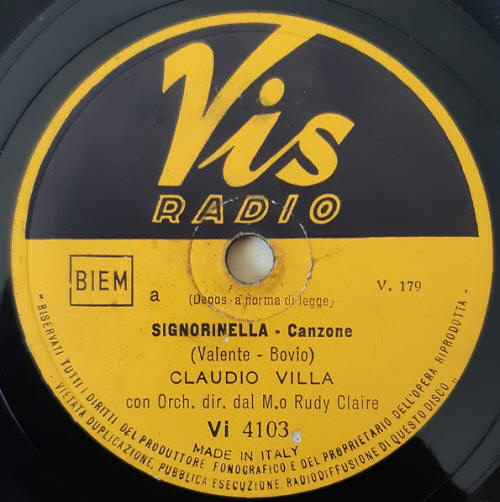 Vis
RADIO
BIEM
a
(Depos. a norma di legge)
V. 179
SIGNORINELLA - Canzone
(Valente - Bovio)
CLAUDIO VILLA
con Orch. dir. dal M.o Rudy Claire
Vi 4103
MADE IN ITALY
"RISERVATI TUTTI I DIRITTI DEL PRODUTTORE FONOGRAFICO E DEL PROPRIETARIO DELL'OPERA RIPRODOTTA -
VIETATA DUPLICAZIONE, PUBBLICA ESECUZIONE, RADIODIFFUSIONE DI QUESTO DISCO"